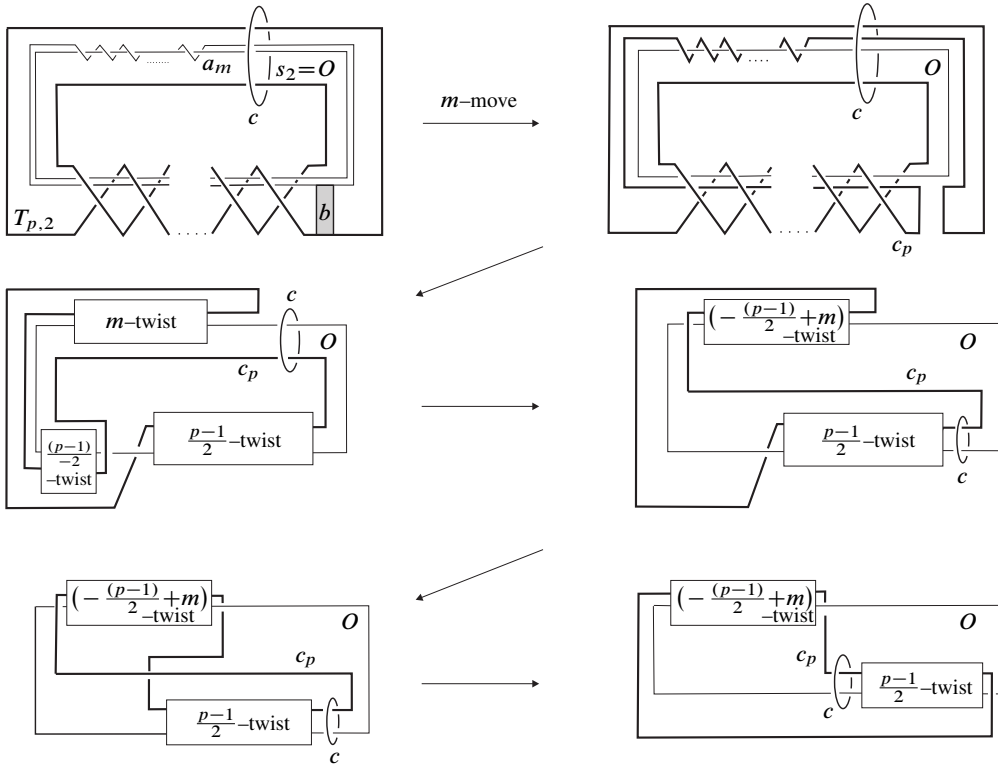 a_m
s_2=O
c
b
T_{p,2}
m–move
O
c
c_p
m–twist
c
O
c_p
(p−1)
−2
–twist
p−1
2
–twist
(− (p−1)
2 +m)
–twist
O
c_p
p−1
2
–twist
c
(− (p−1)
2 +m)
–twist
O
c_p
p−1
2
–twist
c
(− (p−1)
2 +m)
–twist
O
c_p
c
p−1
2
–twist